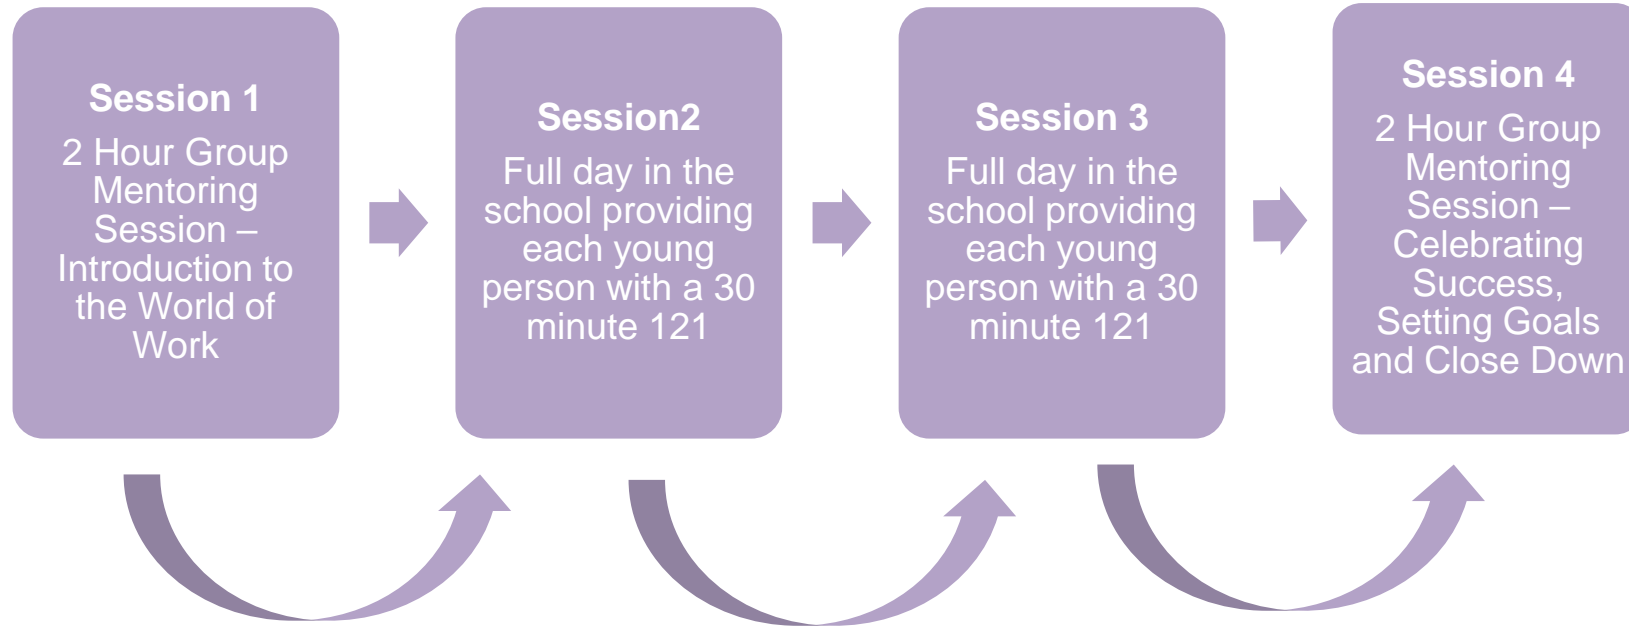 Session 1
2 Hour Group
Mentoring
Session –
Introduction to
the World of
Work
Session2
Full day in the
school providing
each young
person with a 30
minute 121
Session 3
Full day in the
school providing
each young
person with a 30
minute 121
Session 4
2 Hour Group
Mentoring
Session –
Celebrating
Success,
Setting Goals
and Close Down